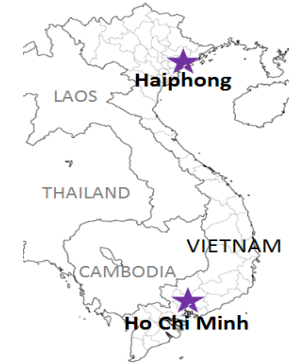 Haiphong
LAOS
THAILAND
VIETNAM
CAMBODIA
Ho Chi Minh